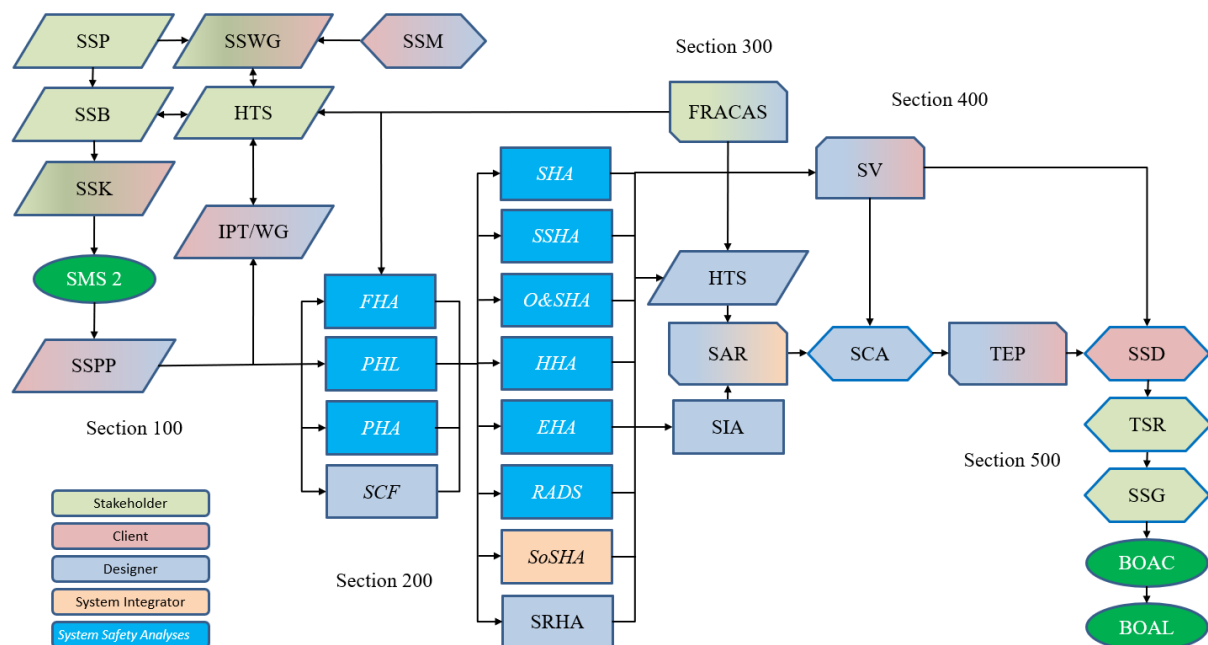 SSP
SSWG
SSM
Section 300
SSB
HTS
FRACAS
Section 400
SSK
SHA
SV
IPT/WG
SSHA
SMS 2
FHA
O&SHA
HTS
SSPP
PHL
HHA
SAR
SCA
TEP
SSD
Section 100
PHA
EHA
SIA
TSR
Section 500
SCF
RADS
SSG
Stakeholder
Client
Designer
System Integrator
System Safety Analyses
Section 200
SoSHA
BOAC
SRHA
BOAL